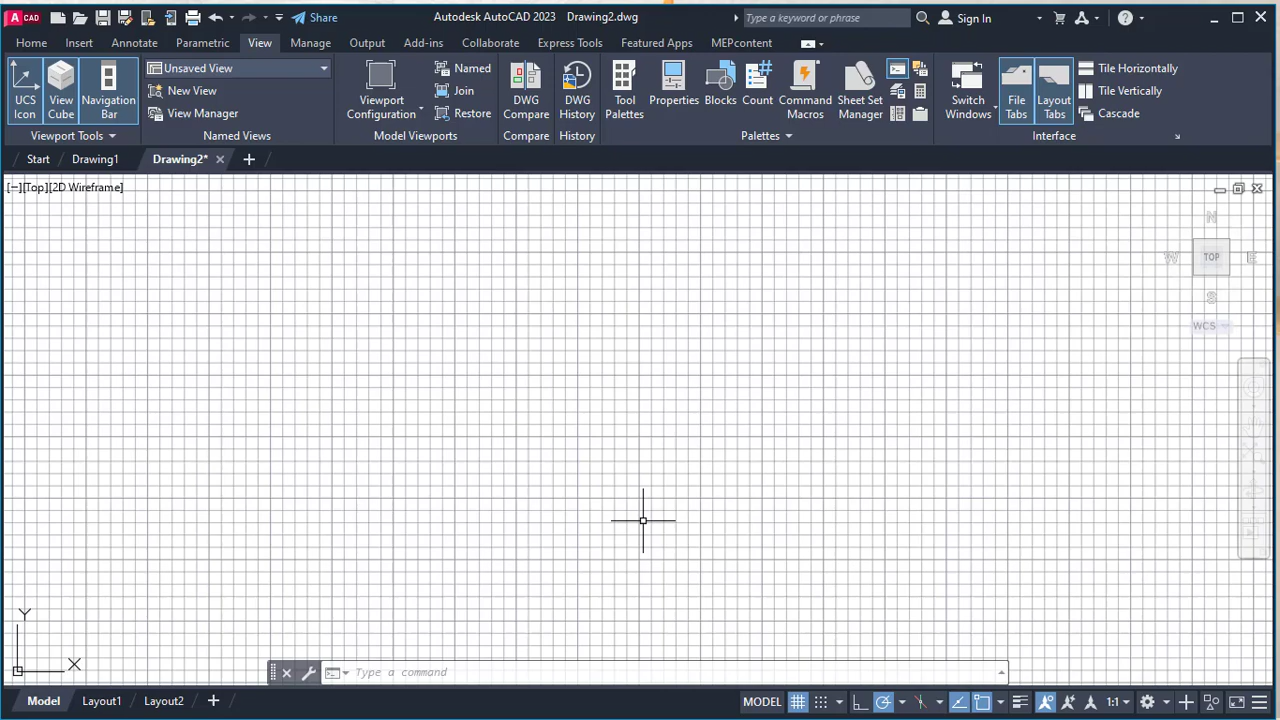 A CAD Share Autodesk AutoCAD 2023 Drawing2.dwg Type a keyword or phrase Sign In
Home Insert Annotate Parametric View Manage Output Add-ins Collaborate Express Tools Featured Apps MEPcontent
UCS Icon
View Cube
Navigation Bar
Viewport Tools
Unsaved View
New View
View Manager
Named Views
Viewport Configuration
Named
Join
Restore
Model Viewports
DWG Compare
Compare
DWG History
History
Tool Palettes
Properties
Blocks
Count
Command Macros
Sheet Set Manager
Palettes
Switch Windows
File Tabs
Layout Tabs
Tile Horizontally
Tile Vertically
Cascade
Interface
Start Drawing1 Drawing2*
[−][Top][2D Wireframe]
N
W TOP E
S
WCS
Y
X
Type a command
Model Layout1 Layout2 MODEL 1:1